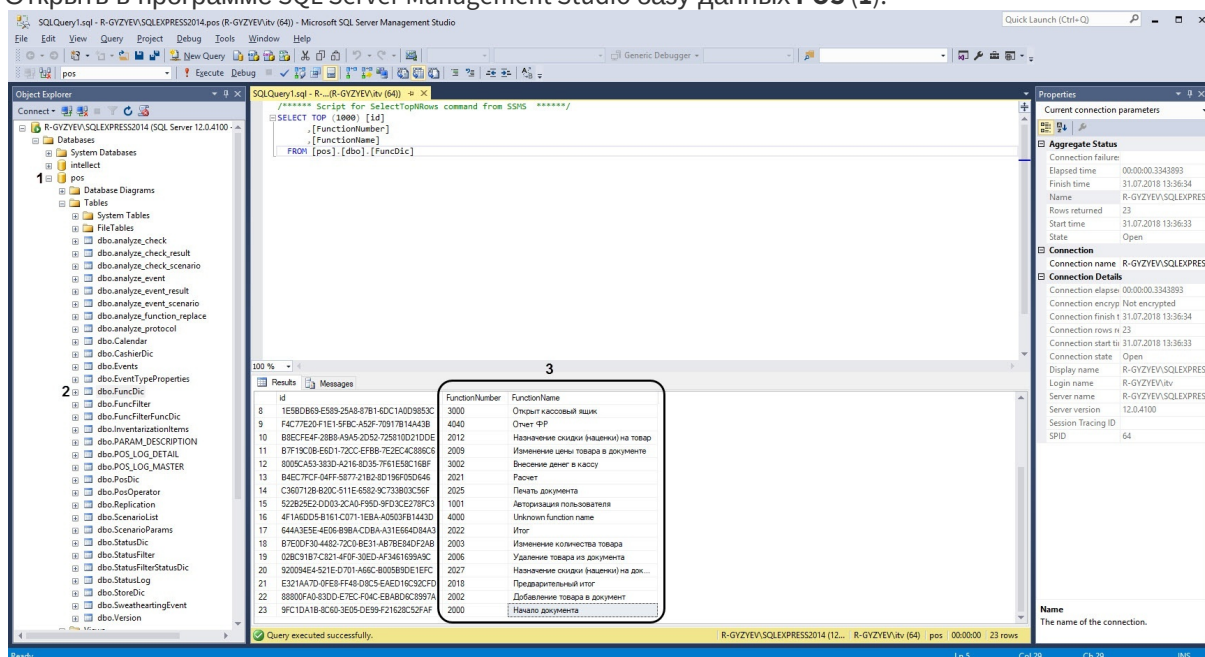 Открыть в программе SQL Server Management Studio базу данных POS (1).
SQLQuery1.sql - R-GYZYEV\SQLEXPRESS2014.pos (R-GYZYEV\itv (64)) - Microsoft SQL Server Management Studio
Quick Launch (Ctrl+Q)
File Edit View Query Project Debug Tools Window Help
New Query
Generic Debugger
pos
Execute Debug
Object Explorer
Connect
R-GYZYEV\SQLEXPRESS2014 (SQL Server 12.0.4100 -
Databases
System Databases
intellect
1
pos
Database Diagrams
Tables
System Tables
FileTables
dbo.analyze_check
dbo.analyze_check_result
dbo.analyze_check_scenario
dbo.analyze_event
dbo.analyze_event_result
dbo.analyze_event_scenario
dbo.analyze_function_replace
dbo.analyze_protocol
dbo.Calendar
dbo.CashierDic
dbo.Events
dbo.EventTypeProperties
2
dbo.FuncDic
dbo.FuncFilter
dbo.FuncFilterFuncDic
dbo.InventarizationItems
dbo.PARAM_DESCRIPTION
dbo.POS_LOG_DETAIL
dbo.POS_LOG_MASTER
dbo.PosDic
dbo.PosOperator
dbo.Replication
dbo.ScenarioList
dbo.ScenarioParams
dbo.StatusDic
dbo.StatusFilter
dbo.StatusFilterStatusDic
dbo.StatusLog
dbo.StoreDic
dbo.SweatheartingEvent
dbo.Version
Views
SQLQuery1.sql - R-...(R-GYZYEV\itv (64))
/****** Script for SelectTopNRows command from SSMS ******/
SELECT TOP (1000) [id]
,[FunctionNumber]
,[FunctionName]
FROM [pos].[dbo].[FuncDic]
100 %
3
Results Messages
id FunctionNumber FunctionName
8 1E5BDB69-E589-25A8-87B1-6DC1A0D9853C 3000 Открыт кассовый ящик
9 F4C77E20-F1E1-5FBC-A52F-70917B14A43B 4040 Отчет ФР
10 B8ECFE4F-28B8-A9A5-2D52-725810D21DDE 2012 Назначение скидки (наценки) на товар
11 B7F19C0B-E6D1-72CC-EFBB-7E2EC4C886C6 2009 Изменение цены товара в документе
12 8005CA53-383D-A216-8D35-7F61E58C16BF 3002 Внесение денег в кассу
13 B4EC7FCF-04FF-5877-21B2-8D196F05D646 2021 Расчет
14 C360712B-B20C-511E-6582-9C733B03C56F 2025 Печать документа
15 522B25E2-DD03-2CA0-F95D-9FD3CE278FC3 1001 Авторизация пользователя
16 4F1A6DD5-B161-C071-1EBA-A0503FB1443D 4000 Unknown function name
17 644A3E5E-4E06-B9BA-CDBA-A31E664D84A3 2022 Итог
18 B7E0DF30-4482-72C0-BE31-AB7BE84DF2AB 2003 Изменение количества товара
19 02BC91B7-C821-4F0F-30ED-AF3461699A9C 2006 Удаление товара из документа
20 920094E4-521E-D701-A66C-B005B9DE1EFC 2027 Назначение скидки (наценки) на док...
21 E321AA7D-0FE8-FF48-D8C5-EAED16C92CFD 2018 Предварительный итог
22 88800FA0-83DD-E7EC-F04C-EBABD6C8997A 2002 Добавление товара в документ
23 9FC1DA1B-8C60-3E05-DE99-F21628C52FAF 2000 Начало документа
Query executed successfully. R-GYZYEV\SQLEXPRESS2014 (12... R-GYZYEV\itv (64) pos 00:00:00 23 rows
Properties
Current connection parameters
Aggregate Status
Connection failure:
Elapsed time 00:00:00.3343893
Finish time 31.07.2018 13:36:34
Name R-GYZYEV\SQLEXPRES
Rows returned 23
Start time 31.07.2018 13:36:33
State Open
Connection
Connection name R-GYZYEV\SQLEXPRES
Connection Details
Connection elapse 00:00:00.3343893
Connection encryp Not encrypted
Connection finish t 31.07.2018 13:36:34
Connection rows re 23
Connection start tir 31.07.2018 13:36:33
Connection state Open
Display name R-GYZYEV\SQLEXPRES
Login name R-GYZYEV\itv
Server name R-GYZYEV\SQLEXPRES
Server version 12.0.4100
Session Tracing ID
SPID 64
Name
The name of the connection.
Ready Ln 5 Col 29 Ch 29 INS